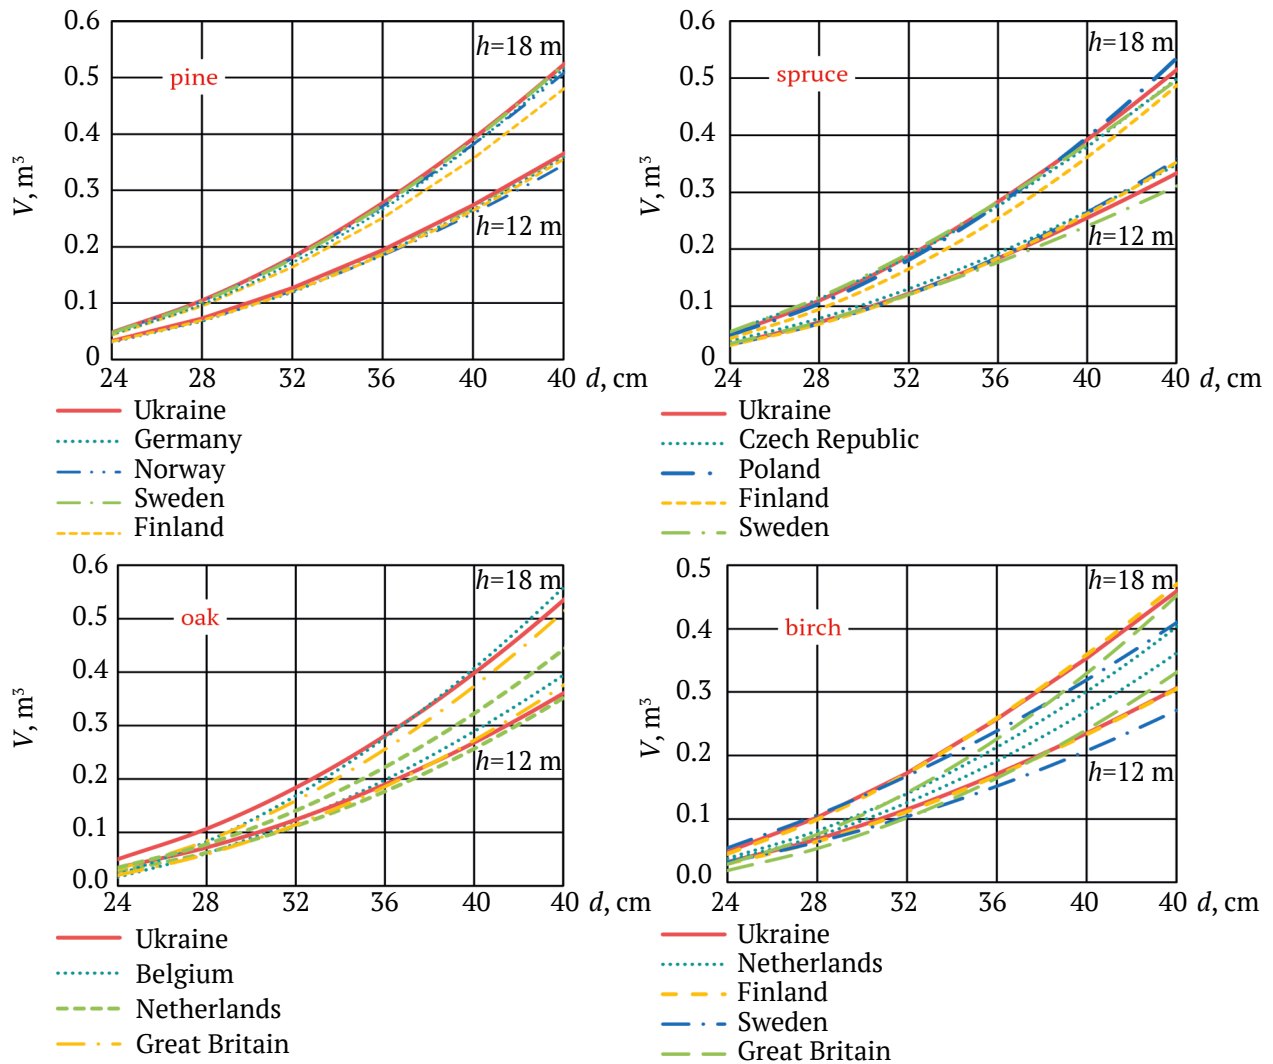 0.6
0.5
0.4
0.3
0.2
0.1
0
V, m³
pine
h=18 m
h=12 m
24 28 32 36 40 40 d, cm
Ukraine
Germany
Norway
Sweden
Finland
0.6
0.5
0.4
0.3
0.2
0.1
0
V, m³
spruce
h=18 m
h=12 m
24 28 32 36 40 40 d, cm
Ukraine
Czech Republic
Poland
Finland
Sweden
0.6
0.5
0.4
0.3
0.2
0.1
0.0
V, m³
oak
h=18 m
h=12 m
24 28 32 36 40 40 d, cm
Ukraine
Belgium
Netherlands
Great Britain
0.5
0.4
0.3
0.2
0.1
0.0
V, m³
birch
h=18 m
h=12 m
24 28 32 36 40 40 d, cm
Ukraine
Netherlands
Finland
Sweden
Great Britain